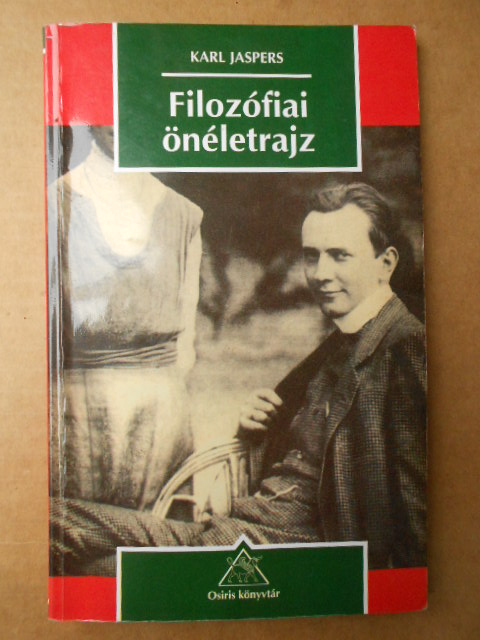 KARL JASPERS
Filozófiai
önéletrajz
Osiris könyvtár